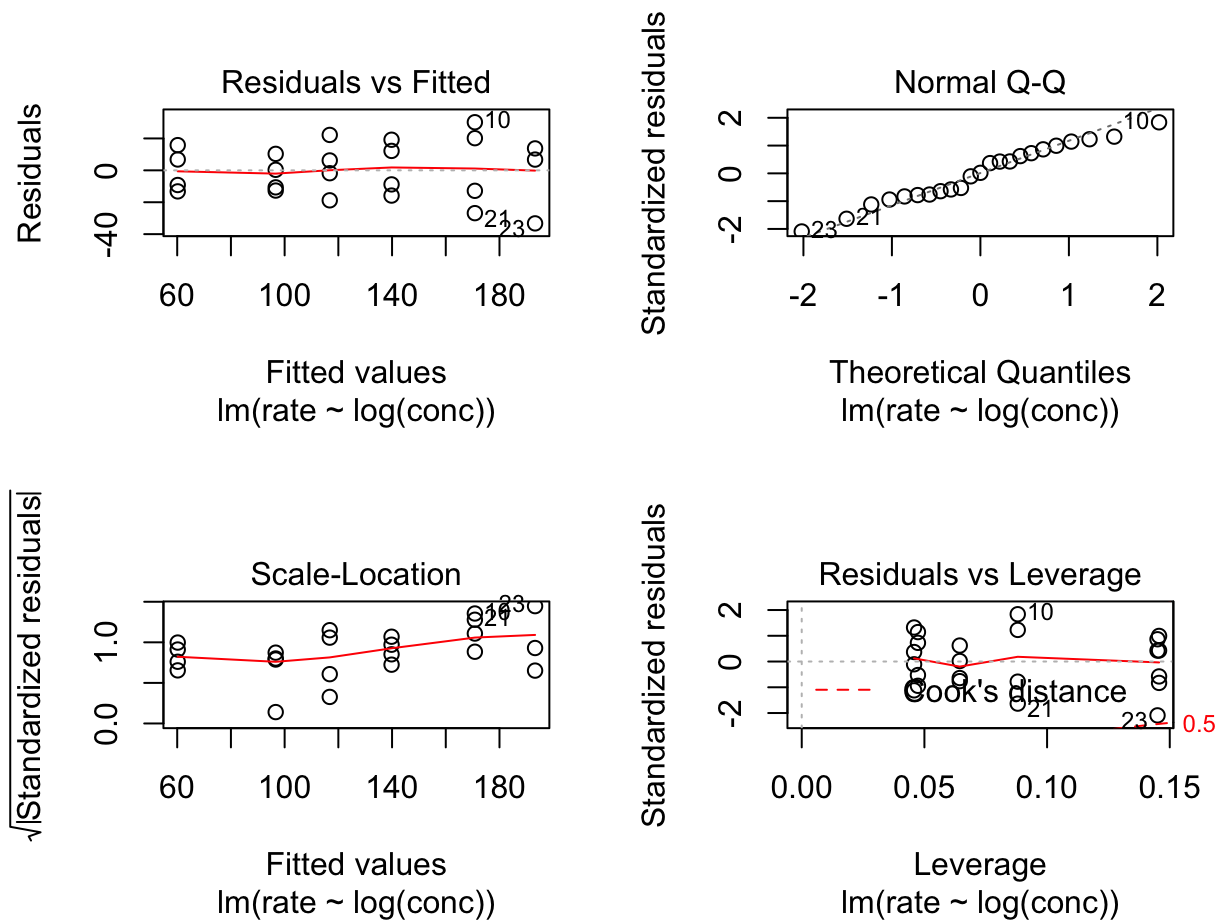 Residuals vs Fitted
Residuals
0
-40
10
21
23
60 100 140 180
Fitted values
lm(rate ~ log(conc))
Normal Q-Q
Standardized residuals
2
0
-2
10
21
23
-2 -1 0 1 2
Theoretical Quantiles
lm(rate ~ log(conc))
Scale-Location
√|Standardized residuals|
1.0
0.0
23
10
21
60 100 140 180
Fitted values
lm(rate ~ log(conc))
Residuals vs Leverage
Standardized residuals
2
0
-2
10
Cook's distance
21
23
0.5
0.00 0.05 0.10 0.15
Leverage
lm(rate ~ log(conc))